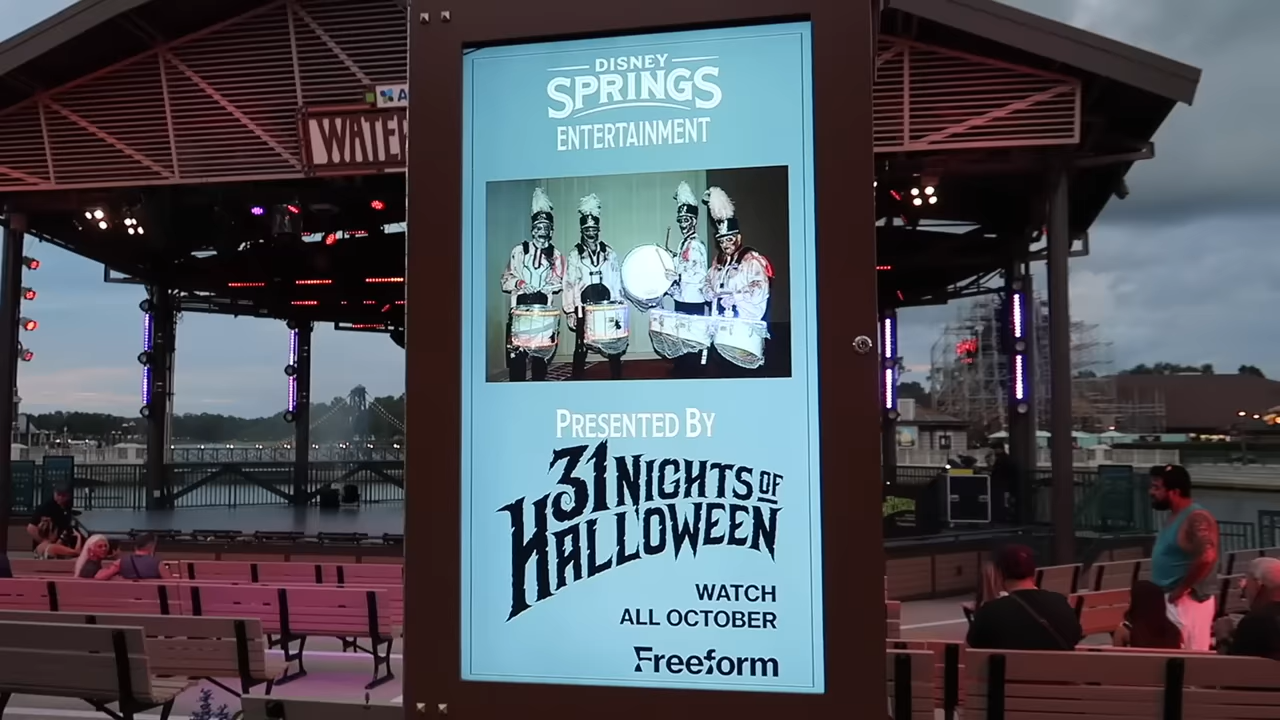 DISNEY
SPRINGS
ENTERTAINMENT
PRESENTED BY
31 NIGHTS OF
HALLOWEEN
WATCH
ALL OCTOBER
Freeform
WATE